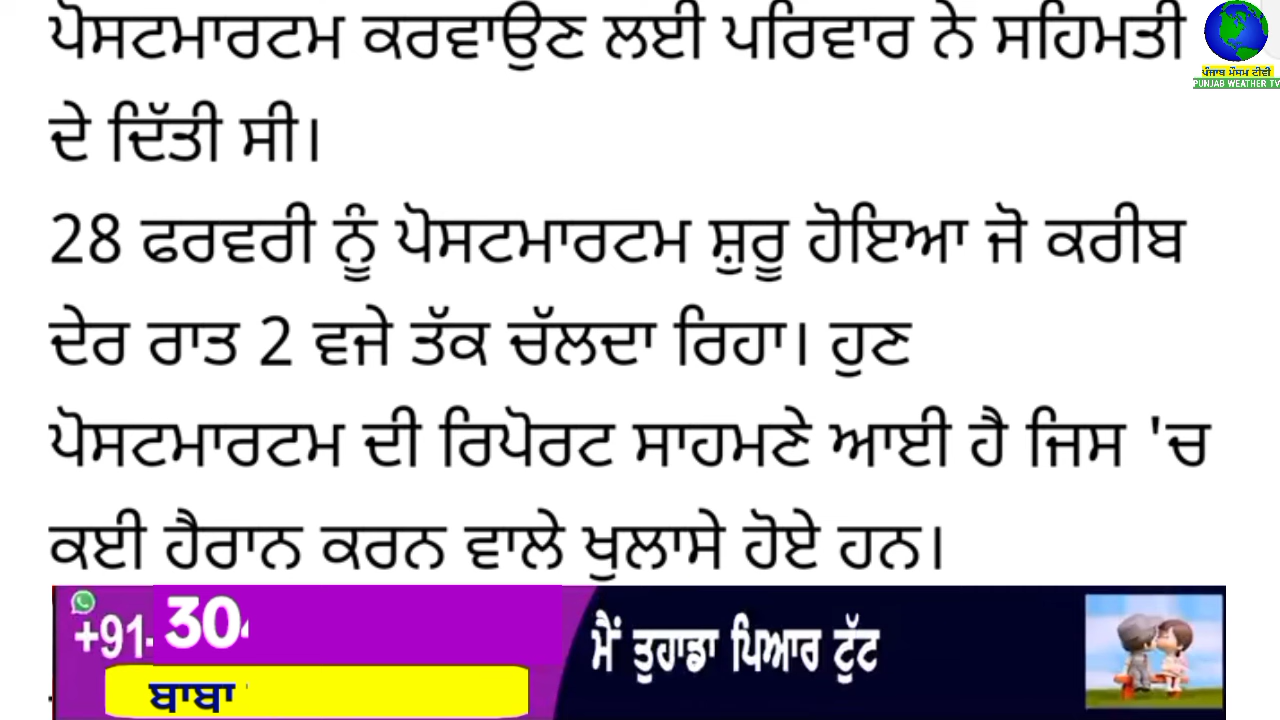 ਪੋਸਟਮਾਰਟਮ ਕਰਵਾਉਣ ਲਈ ਪਰਿਵਾਰ ਨੇ ਸਹਿਮਤੀ
ਦੇ ਦਿੱਤੀ ਸੀ।
28 ਫਰਵਰੀ ਨੂੰ ਪੋਸਟਮਾਰਟਮ ਸ਼ੁਰੂ ਹੋਇਆ ਜੋ ਕਰੀਬ
ਦੇਰ ਰਾਤ 2 ਵਜੇ ਤੱਕ ਚੱਲਦਾ ਰਿਹਾ। ਹੁਣ
ਪੋਸਟਮਾਰਟਮ ਦੀ ਰਿਪੋਰਟ ਸਾਹਮਣੇ ਆਈ ਹੈ ਜਿਸ 'ਚ
ਕਈ ਹੈਰਾਨ ਕਰਨ ਵਾਲੇ ਖੁਲਾਸੇ ਹੋਏ ਹਨ।
ਪੰਜਾਬ ਮੌਸਮ ਟੀਵੀ
PUNJAB WEATHER TV
+91 30
ਬਾਬਾ
ਮੈਂ ਤੁਹਾਡਾ ਪਿਆਰ ਟੁੱਟ